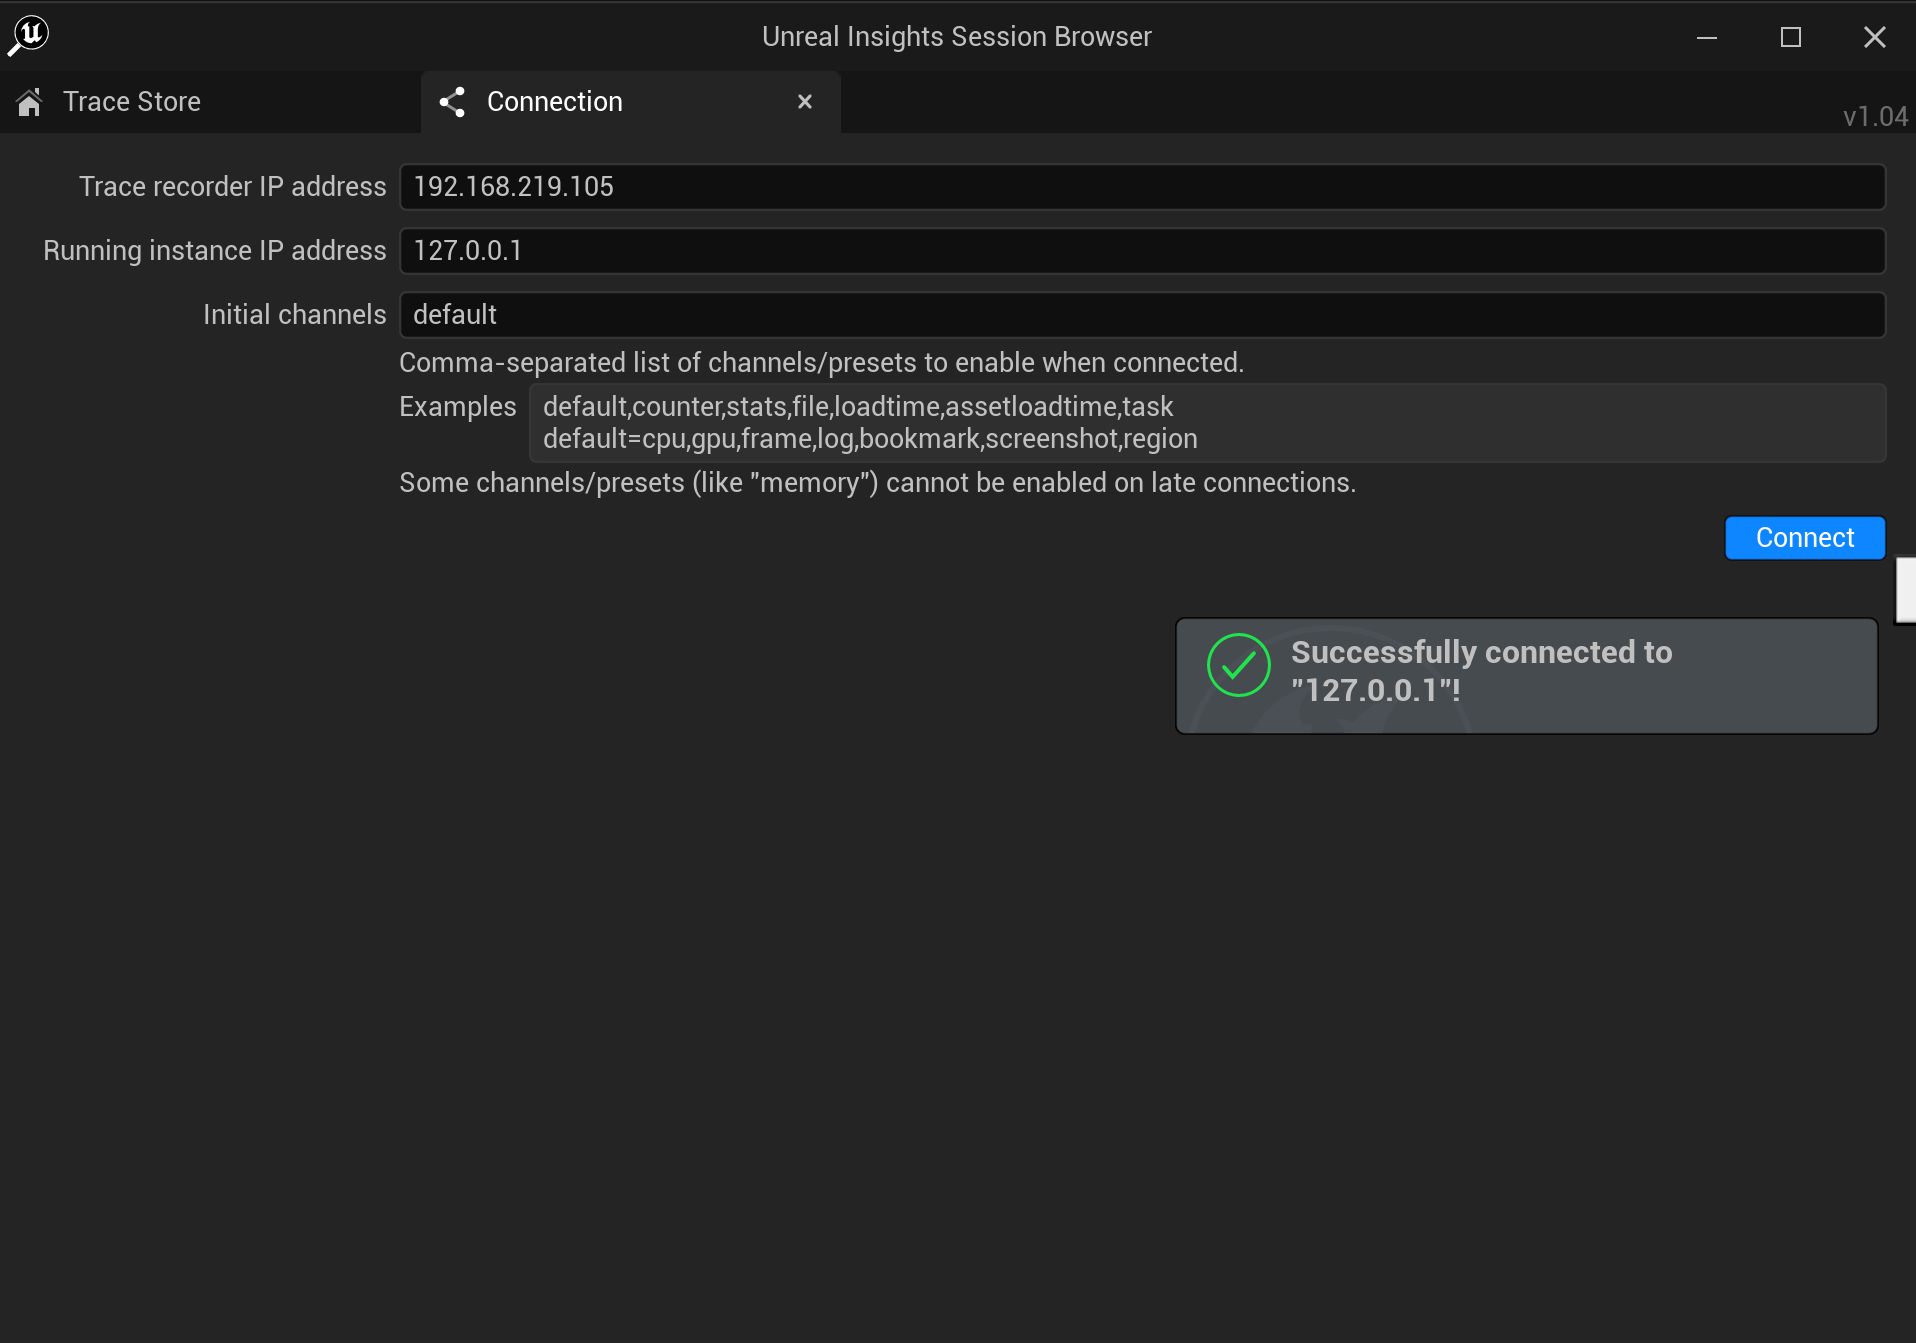 Unreal Insights Session Browser
Trace Store
Connection
v1.04
Trace recorder IP address
192.168.219.105
Running instance IP address
127.0.0.1
Initial channels
default
Comma-separated list of channels/presets to enable when connected.
Examples
default,counter,stats,file,loadtime,assetloadtime,task
default=cpu,gpu,frame,log,bookmark,screenshot,region
Some channels/presets (like "memory") cannot be enabled on late connections.
Connect
Successfully connected to
"127.0.0.1"!